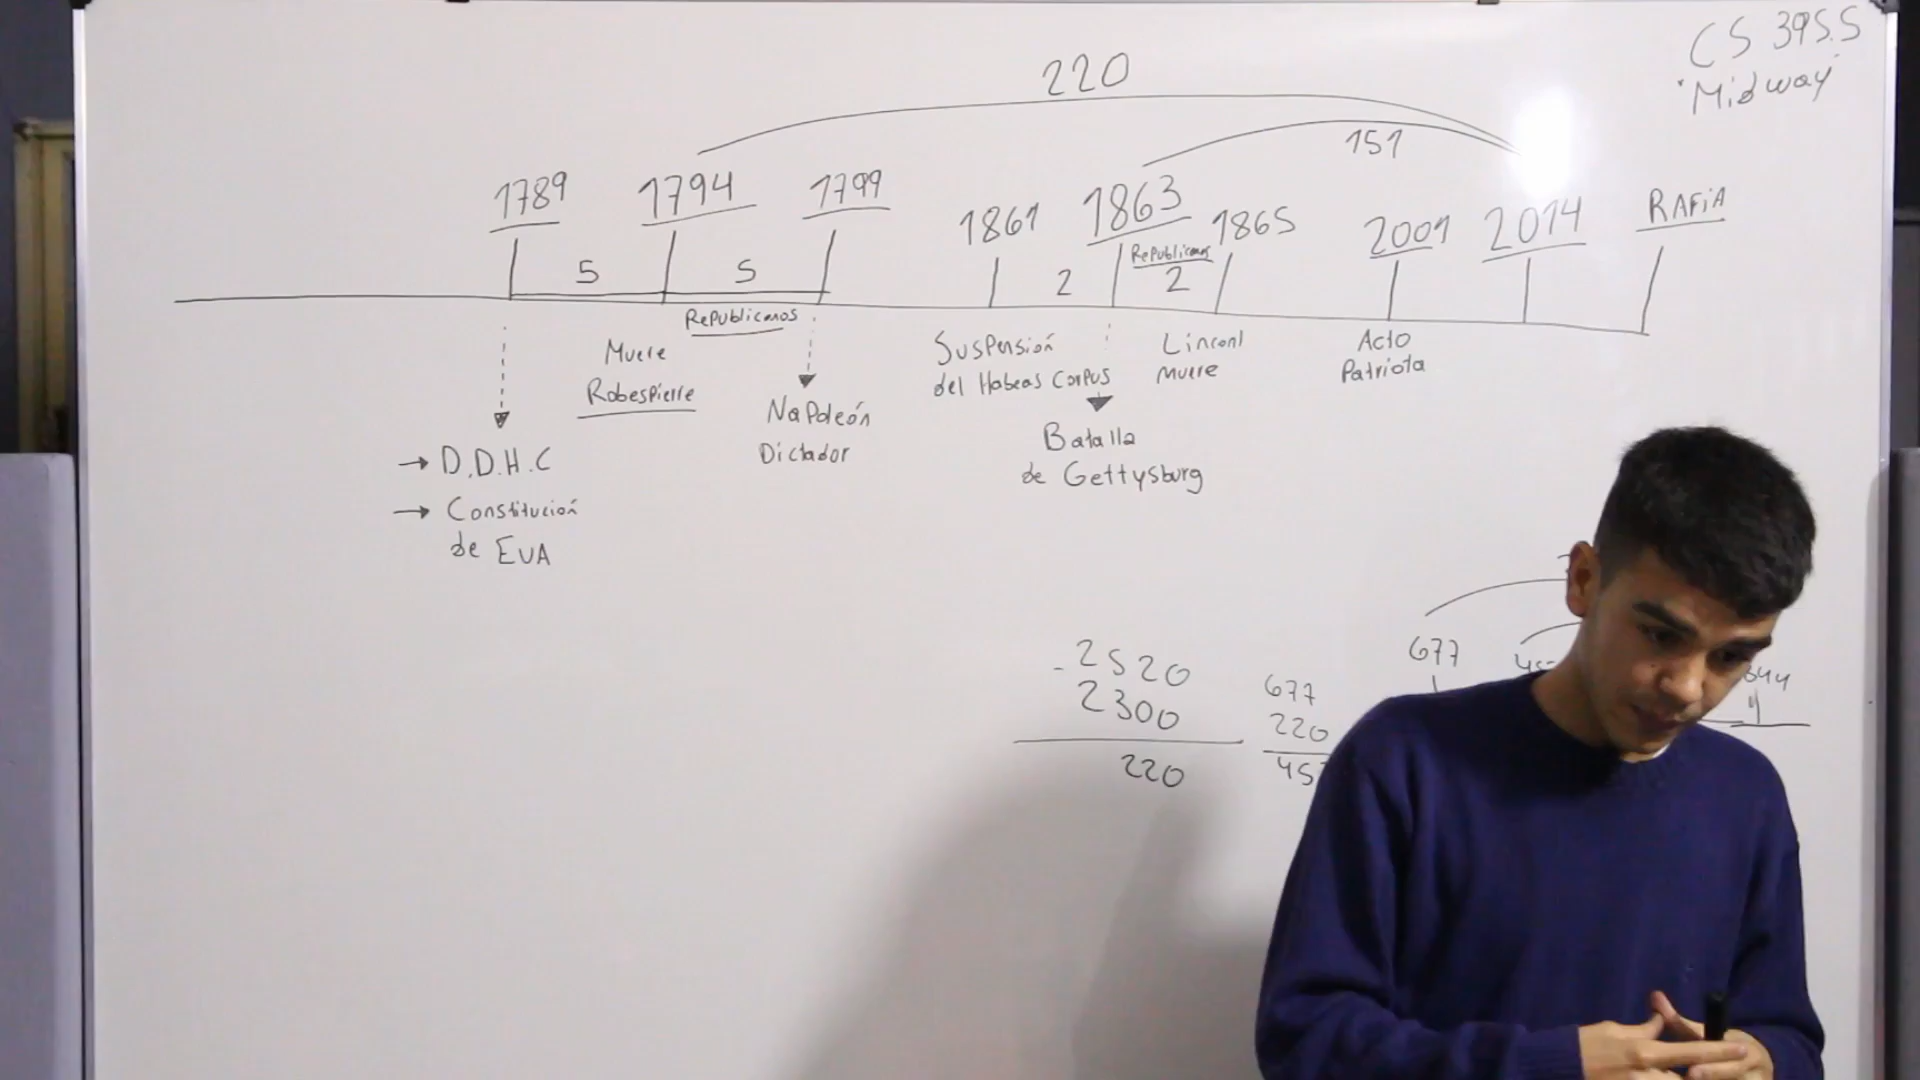 CS 395.5
"Midway"
220
151
1789
1794
1799
1861
1863
1865
2001
2014
RAFIA
5
5
2
Republicanos
2
Republicanos
Muere
Robespierre
Napoleón
Dictador
Suspensión
del Habeas Corpus
Linconl
muere
Acto
Patriota
Batalla
de Gettysburg
→ D.D.H.C
→ Constitución
de EUA
- 2520
2300
220
677
220
677